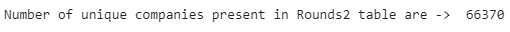 Number of unique companies present in Rounds2 table are ->  66370